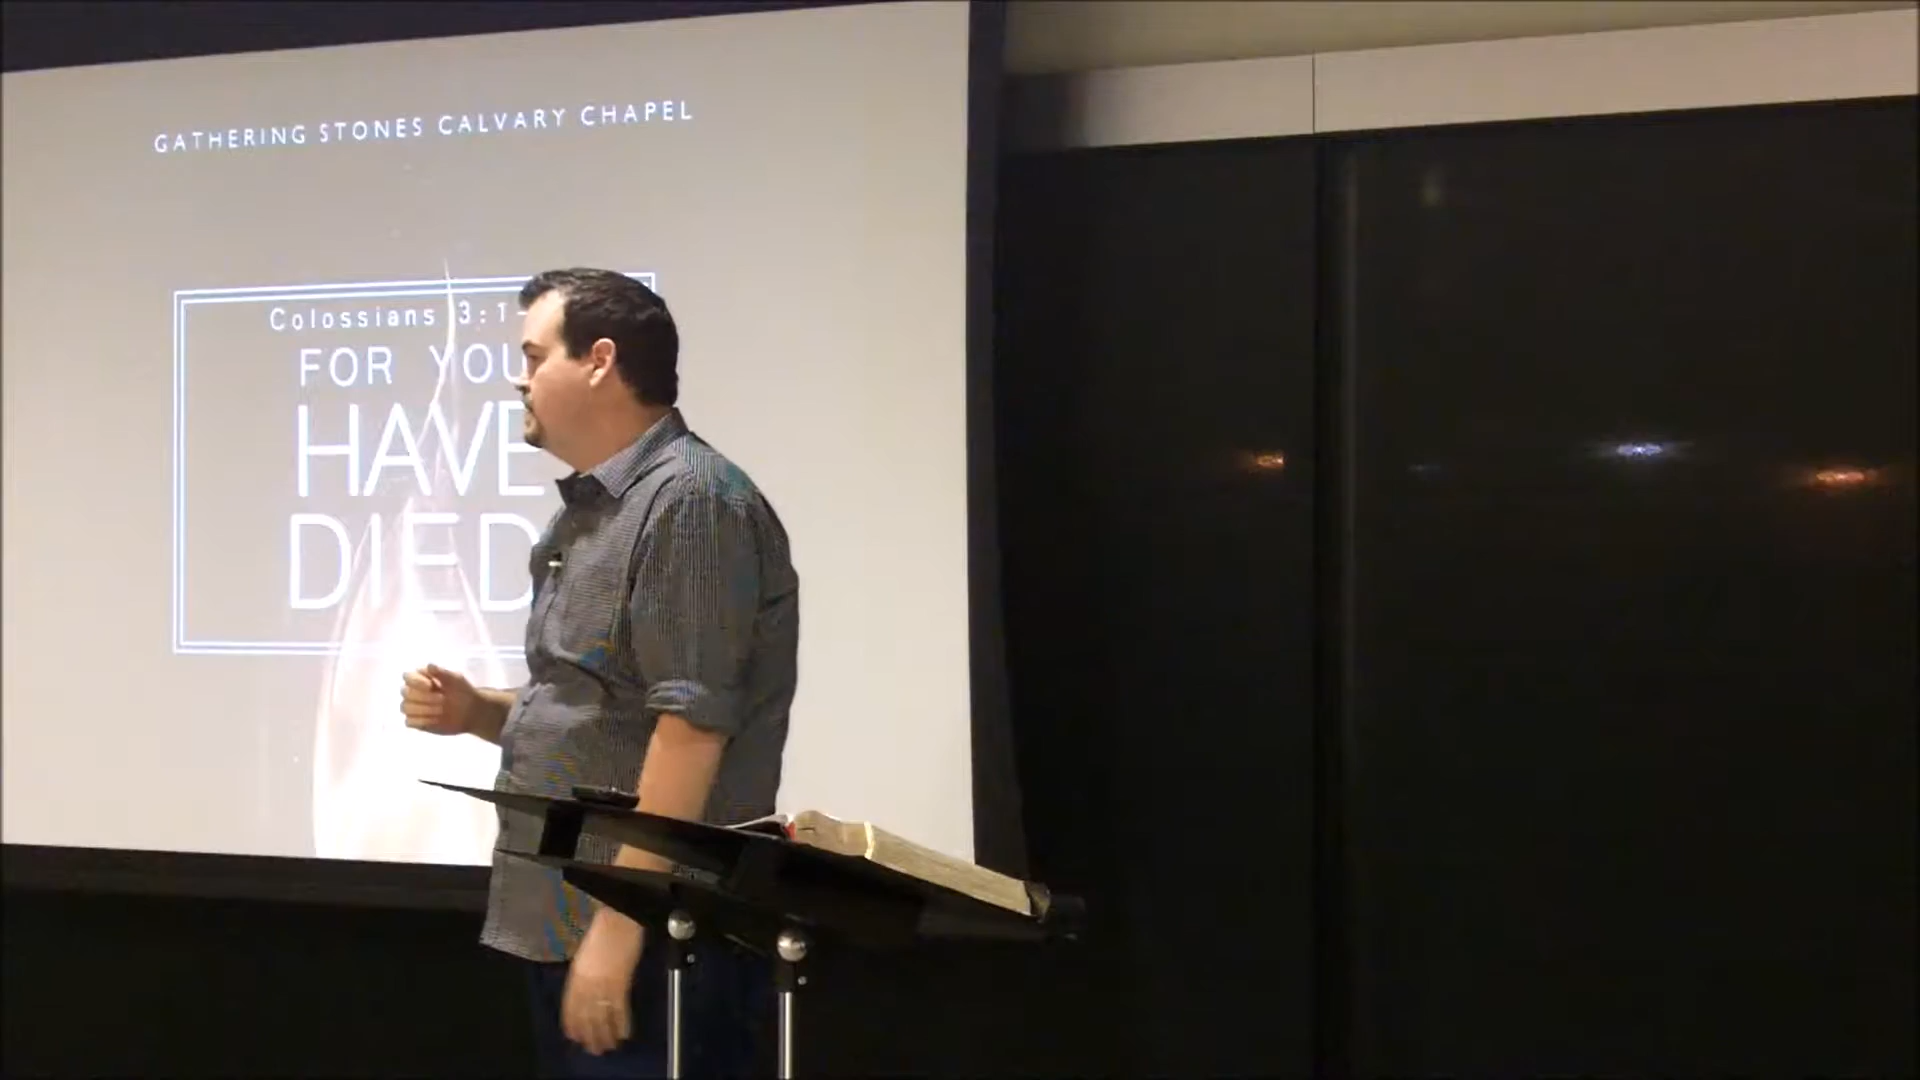 GATHERING STONES CALVARY CHAPEL
Colossians 3:1-
FOR YOU
HAVE
DIED